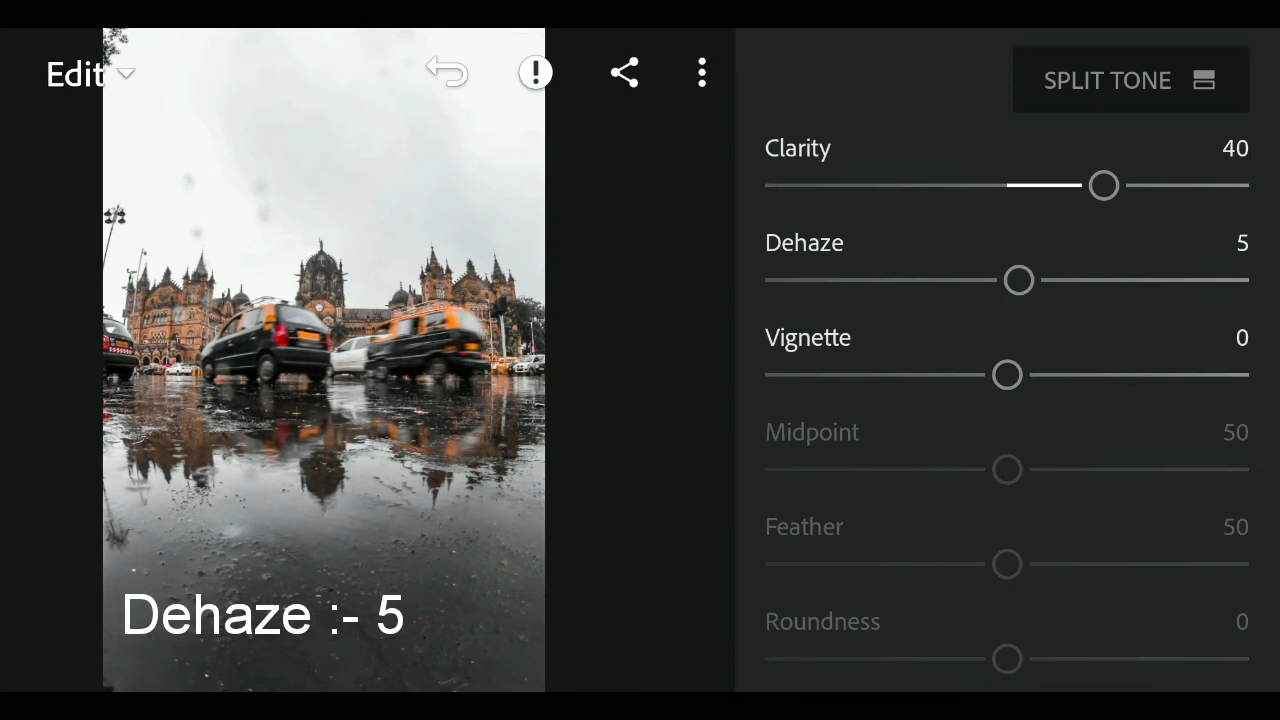 Edit
SPLIT TONE
Clarity 40
Dehaze 5
Vignette 0
Midpoint 50
Feather 50
Roundness 0
Dehaze :- 5